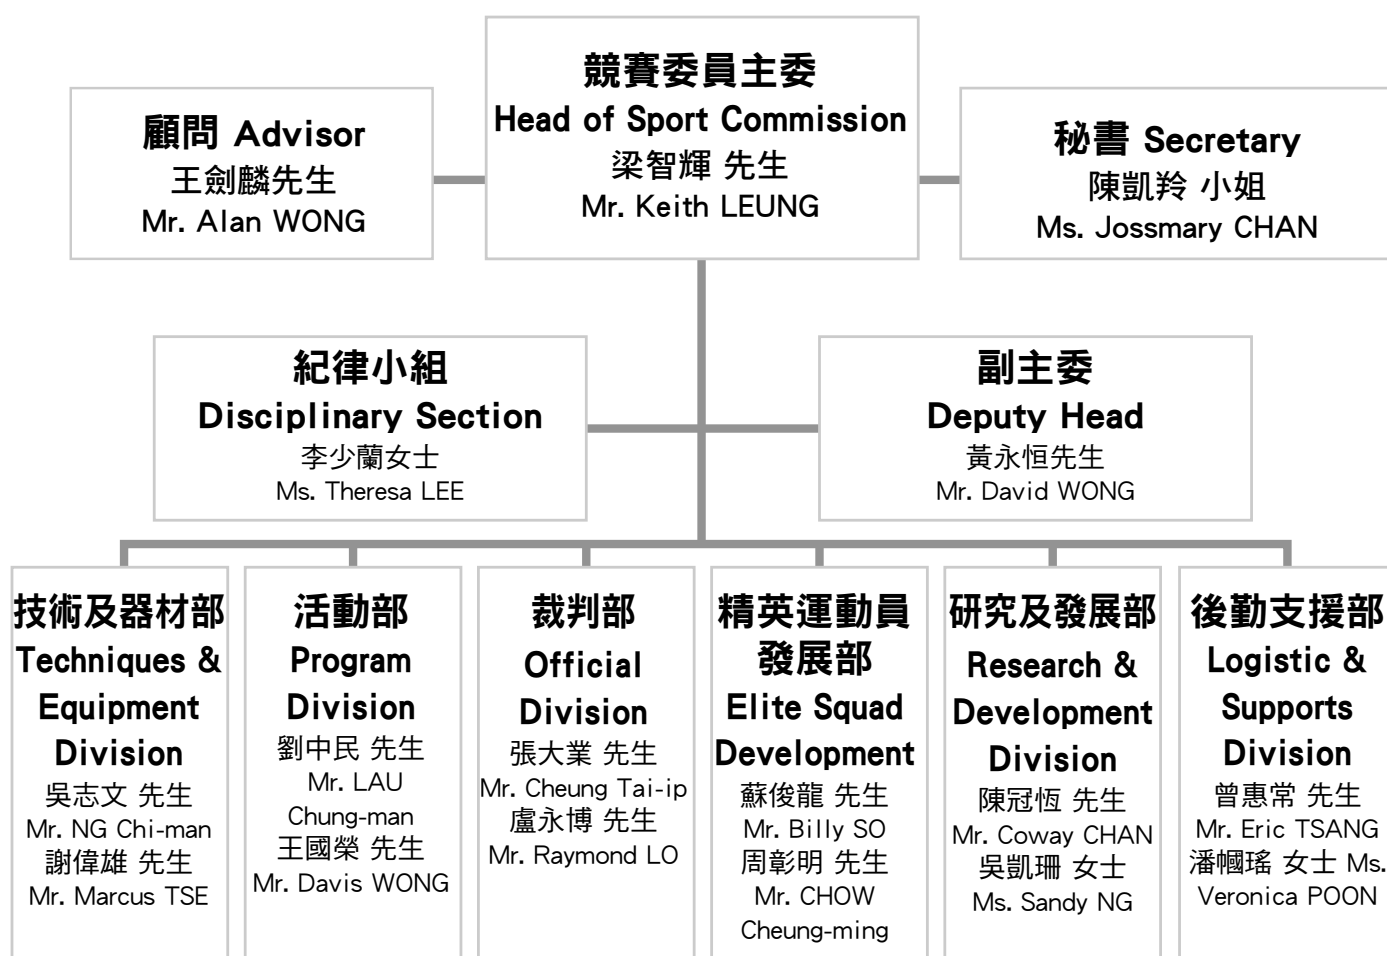 競賽委員主委
Head of Sport Commission
梁智輝 先生
Mr. Keith LEUNG
顧問 Advisor
王劍麟先生
Mr. Alan WONG
秘書 Secretary
陳凱羚 小姐
Ms. Jossmary CHAN
紀律小組
Disciplinary Section
李少蘭女士
Ms. Theresa LEE
副主委
Deputy Head
黃永恒先生
Mr. David WONG
技術及器材部
Techniques &
Equipment
Division
吳志文 先生
Mr. NG Chi-man
謝偉雄 先生
Mr. Marcus TSE
活動部
Program
Division
劉中民 先生
Mr. LAU
Chung-man
王國榮 先生
Mr. Davis WONG
裁判部
Official
Division
張大業 先生
Mr. Cheung Tai-ip
盧永博 先生
Mr. Raymond LO
精英運動員
發展部
Elite Squad
Development
蘇俊龍 先生
Mr. Billy SO
周彰明 先生
Mr. CHOW
Cheung-ming
研究及發展部
Research &
Development
Division
陳冠恆 先生
Mr. Coway CHAN
吳凱珊 女士
Ms. Sandy NG
後勤支援部
Logistic &
Supports
Division
曾惠常 先生
Mr. Eric TSANG
潘幗瑤 女士 Ms.
Veronica POON